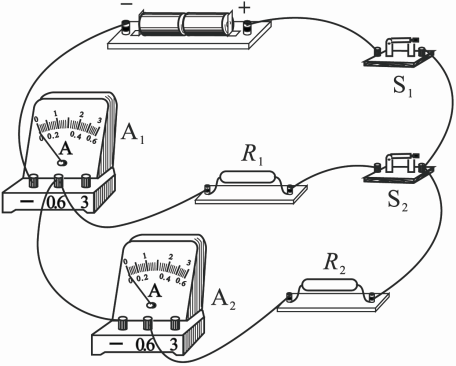 − +
S₁
0 1 2 3
0 0.2 0.4 0.6
A
A₁
− 0.6 3
R₁
S₂
0 1 2 3
0 0.2 0.4 0.6
A
A₂
− 0.6 3
R₂